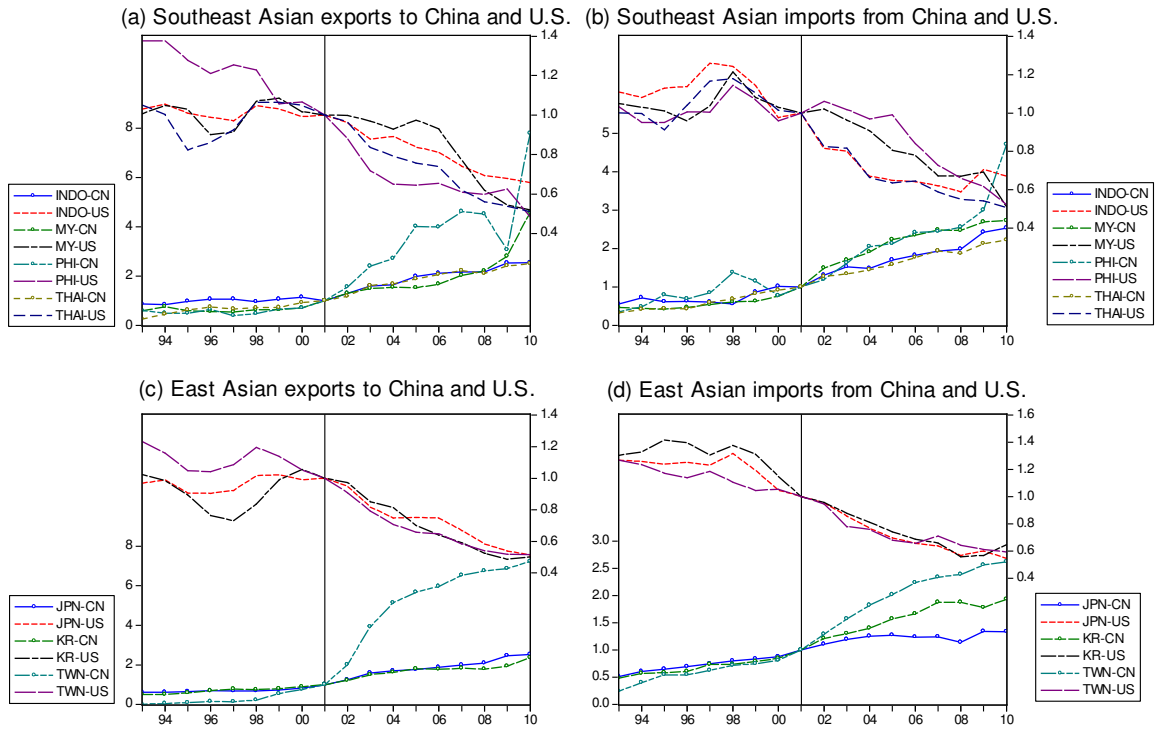 (a) Southeast Asian exports to China and U.S.
1.4
1.2
1.0
0.8
0.6
0.4
8
6
4
2
0
94 96 98 00 02 04 06 08 10
INDO-CN
INDO-US
MY-CN
MY-US
PHI-CN
PHI-US
THAI-CN
THAI-US
(b) Southeast Asian imports from China and U.S.
1.4
1.2
1.0
0.8
0.6
0.4
5
4
3
2
1
0
94 96 98 00 02 04 06 08 10
INDO-CN
INDO-US
MY-CN
MY-US
PHI-CN
PHI-US
THAI-CN
THAI-US
(c) East Asian exports to China and U.S.
1.4
1.2
1.0
0.8
0.6
0.4
8
6
4
2
0
94 96 98 00 02 04 06 08 10
JPN-CN
JPN-US
KR-CN
KR-US
TWN-CN
TWN-US
(d) East Asian imports from China and U.S.
1.6
1.4
1.2
1.0
0.8
0.6
0.4
3.0
2.5
2.0
1.5
1.0
0.5
0.0
94 96 98 00 02 04 06 08 10
JPN-CN
JPN-US
KR-CN
KR-US
TWN-CN
TWN-US